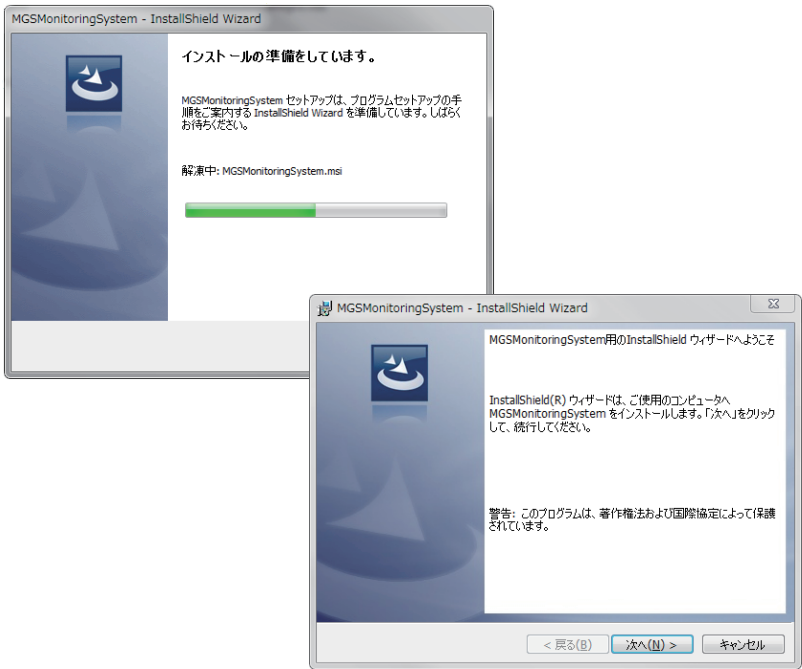 MGSMonitoringSystem - InstallShield Wizard
インストールの準備をしています。
MGSMonitoringSystem セットアップは、プログラムセットアップの手
順をご案内する InstallShield Wizard を準備しています。しばらく
お待ちください。
解凍中: MGSMonitoringSystem.msi
MGSMonitoringSystem - InstallShield Wizard
MGSMonitoringSystem用のInstallShield ウィザードへようこそ
InstallShield(R) ウィザードは、ご使用のコンピュータへ
MGSMonitoringSystem をインストールします。「次へ」をクリック
して、続行してください。
警告: このプログラムは、著作権法および国際協定によって保護
されています。
< 戻る(B) 次へ(N) > キャンセル